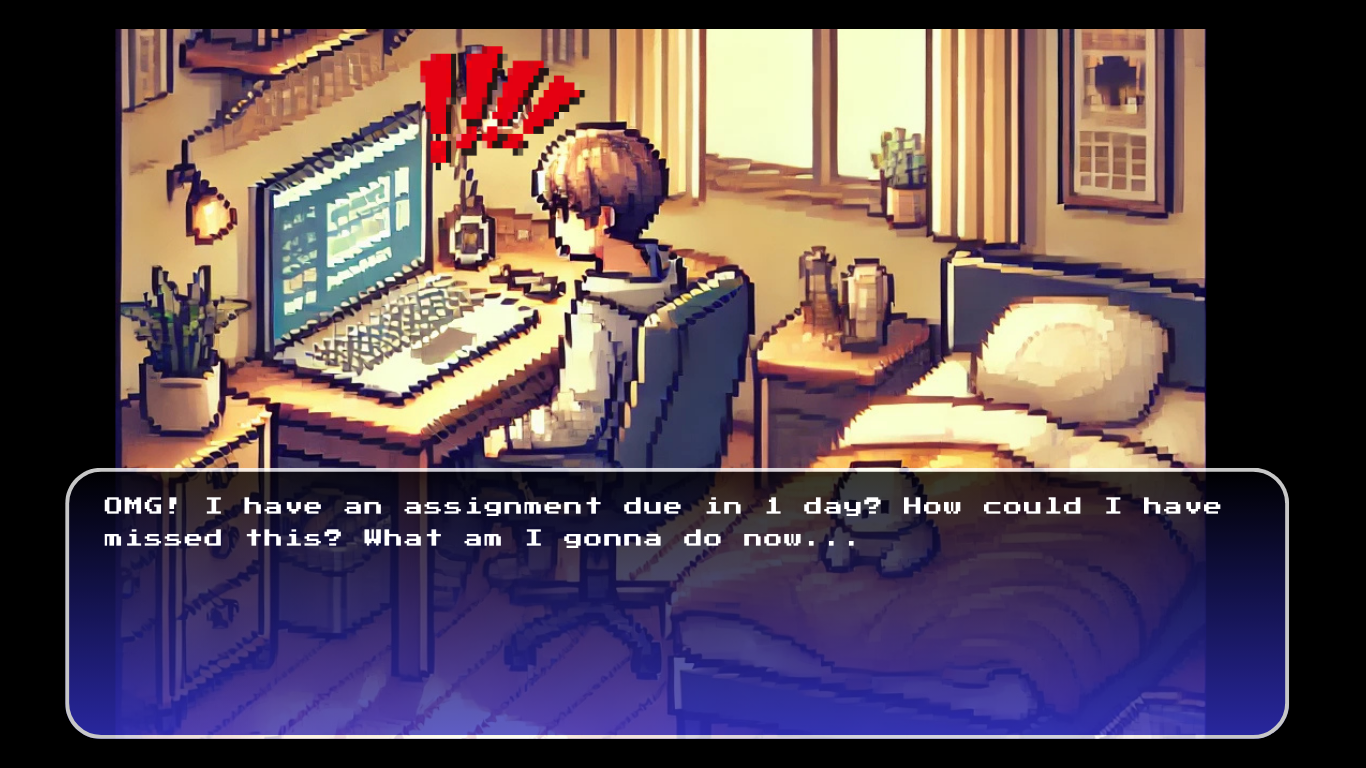 OMG! I have an assignment due in 1 day? How could I have
missed this? What am I gonna do now...